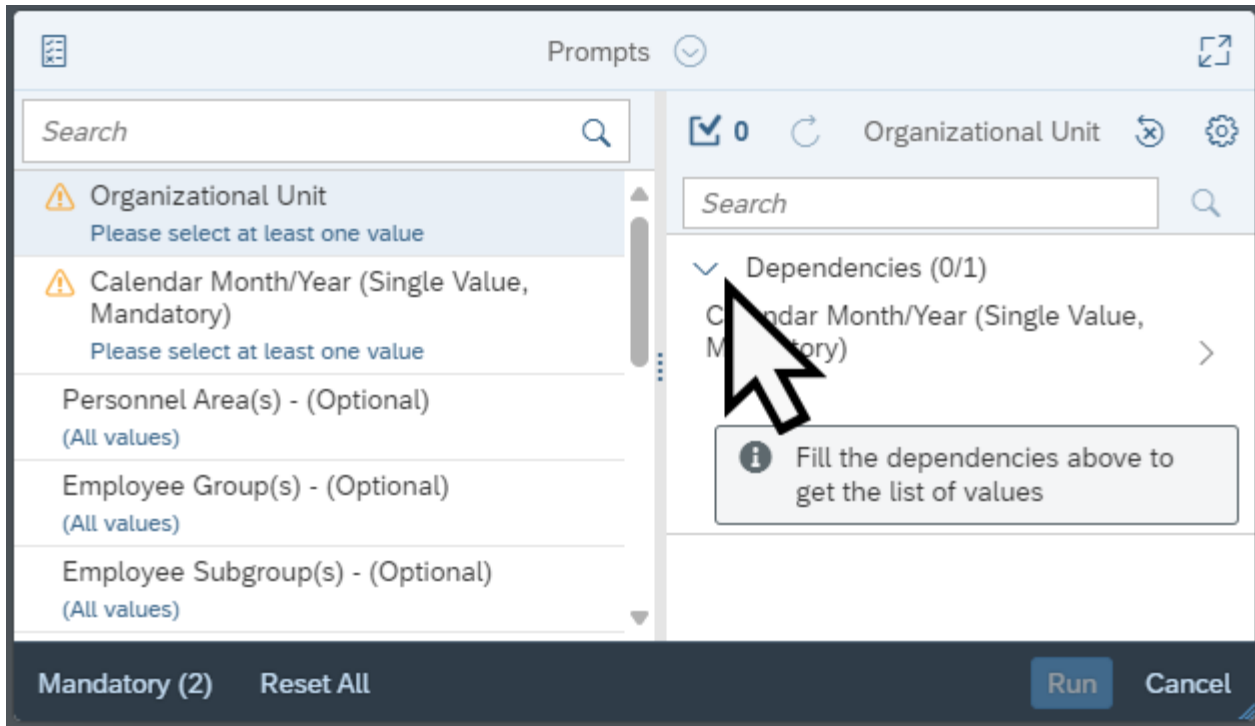 Prompts
Search
Organizational Unit
Please select at least one value
Calendar Month/Year (Single Value,
Mandatory)
Please select at least one value
Personnel Area(s) - (Optional)
(All values)
Employee Group(s) - (Optional)
(All values)
Employee Subgroup(s) - (Optional)
(All values)
0
Organizational Unit
Search
Dependencies (0/1)
Calendar Month/Year (Single Value,
Mandatory)
Fill the dependencies above to
get the list of values
Mandatory (2)
Reset All
Run
Cancel